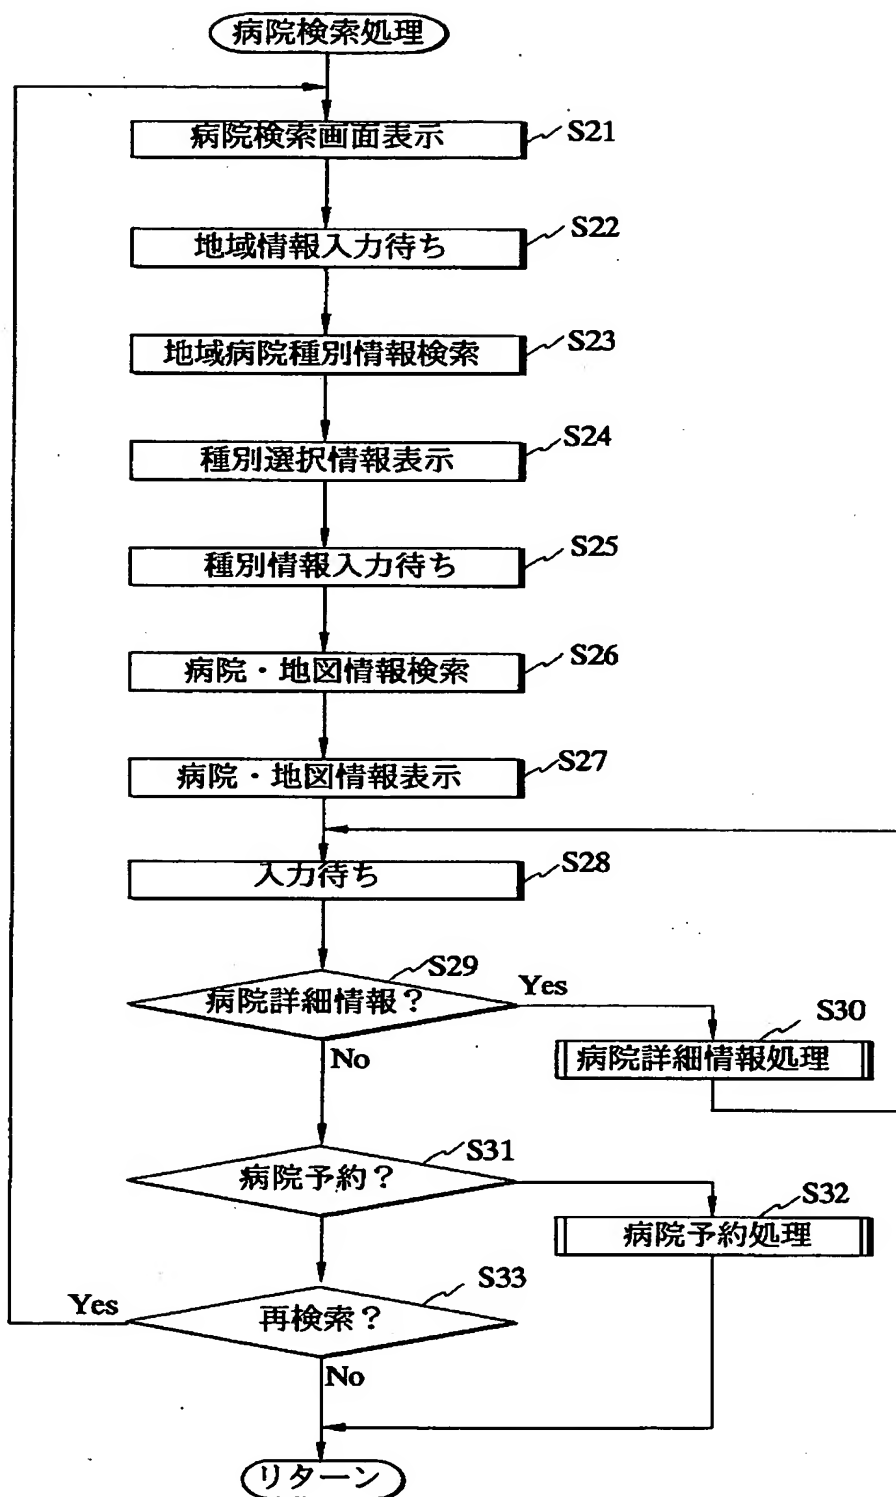 病院検索処理
病院検索画面表示 S21
地域情報入力待ち S22
地域病院種別情報検索 S23
種別選択情報表示 S24
種別情報入力待ち S25
病院・地図情報検索 S26
病院・地図情報表示 S27
入力待ち S28
S29
病院詳細情報? Yes
No
S30
病院詳細情報処理
S31
病院予約?
S32
病院予約処理
S33
Yes 再検索?
No
リターン